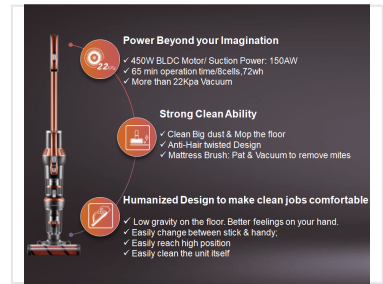 Power Beyond your Imagination
22KPa
✓ 450W BLDC Motor/ Suction Power: 150AW
✓ 65 min operation time/8cells,72wh
✓ More than 22Kpa Vacuum
Strong Clean Ability
✓ Clean Big dust & Mop the floor
✓ Anti-Hair twisted Design
✓ Mattress Brush: Pat & Vacuum to remove mites
Humanized Design to make clean jobs comfortable
✓ Low gravity on the floor. Better feelings on your hand.
✓ Easily change between stick & handy;
✓ Easily reach high position
✓ Easily clean the unit itself